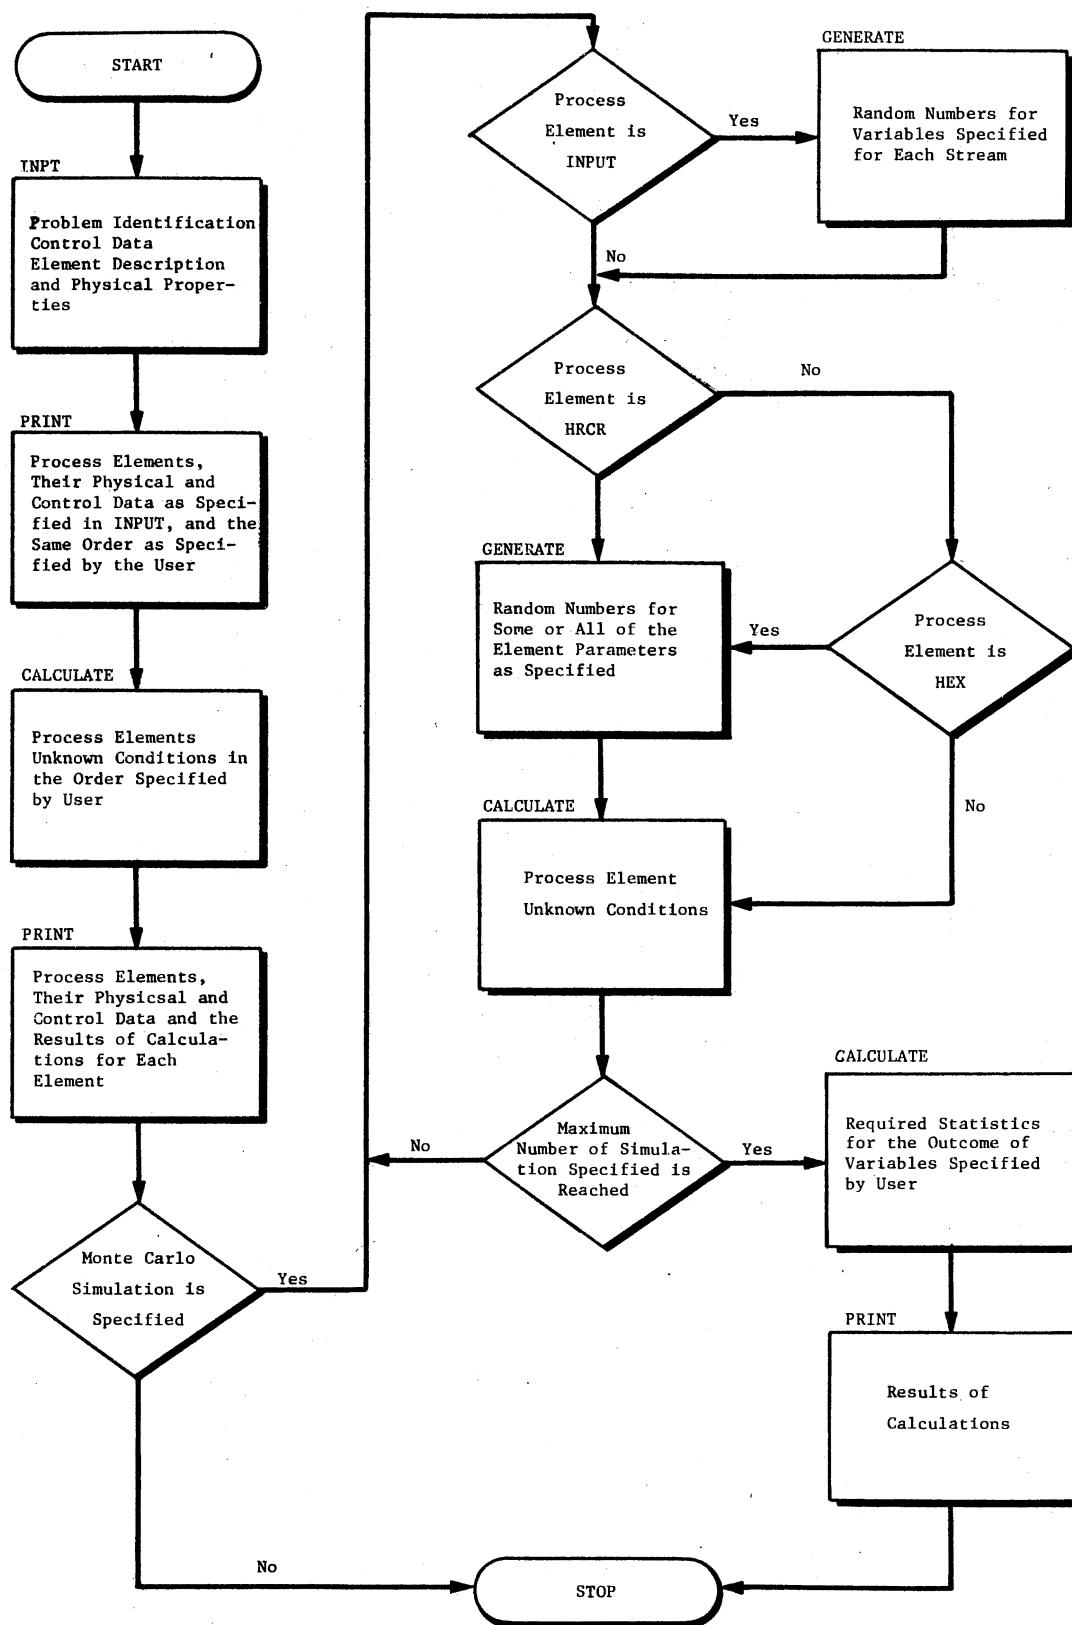 START
INPT
Problem Identification
Control Data
Element Description
and Physical Proper-
ties
PRINT
Process Elements,
Their Physical and
Control Data as Speci-
fied in INPUT, and the
Same Order as Speci-
fied by the User
CALCULATE
Process Elements
Unknown Conditions in
the Order Specified
by User
PRINT
Process Elements,
Their Physicsal and
Control Data and the
Results of Calcula-
tions for Each
Element
Monte Carlo
Simulation is
Specified
Yes
No
Process
Element is
INPUT
Yes
GENERATE
Random Numbers for
Variables Specified
for Each Stream
No
Process
Element is
HRCR
No
GENERATE
Random Numbers for
Some or All of the
Element Parameters
as Specified
Yes
Process
Element is
HEX
No
CALCULATE
Process Element
Unknown Conditions
Maximum
Number of Simula-
tion Specified is
Reached
No
Yes
CALCULATE
Required Statistics
for the Outcome of
Variables Specified
by User
PRINT
Results of
Calculations
STOP